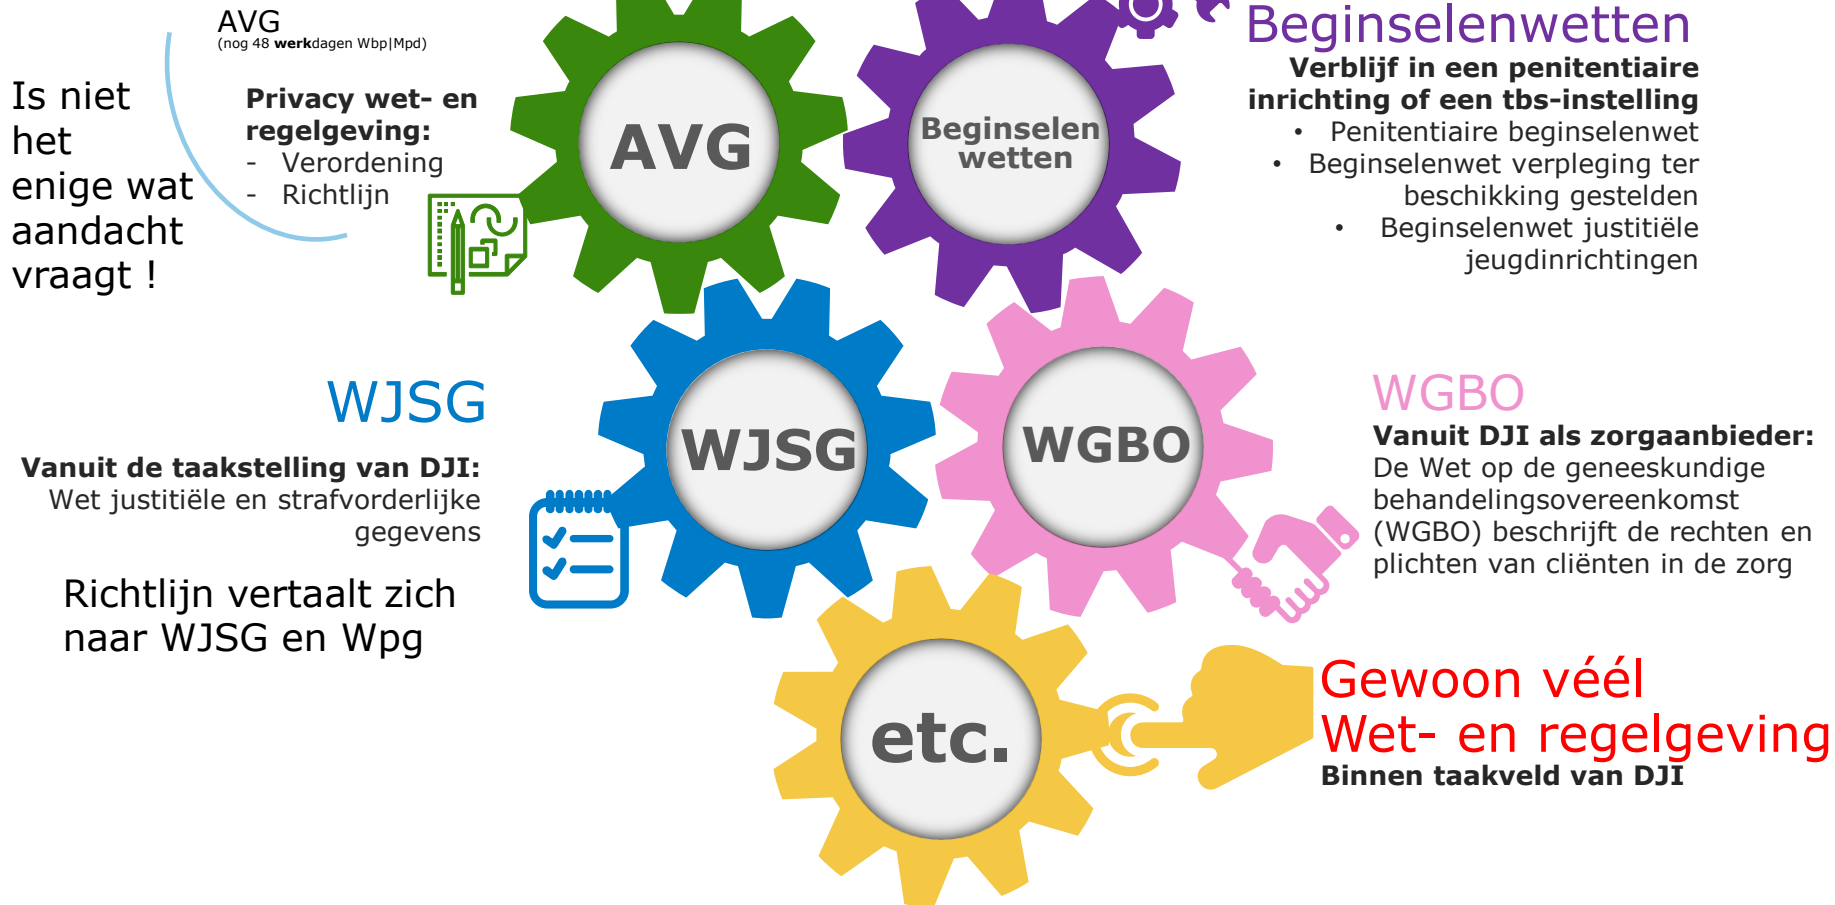 AVG
(nog 48 werkdagen Wbp|Mpd)
Is niet
het
enige wat
aandacht
vraagt !
Privacy wet- en
regelgeving:
- Verordening
- Richtlijn
AVG
Beginselen
wetten
Beginselenwetten
Verblijf in een penitentiaire
inrichting of een tbs-instelling
• Penitentiaire beginselenwet
• Beginselenwet verpleging ter
beschikking gestelden
• Beginselenwet justitiële
jeugdinrichtingen
WJSG
Vanuit de taakstelling van DJI:
Wet justitiële en strafvorderlijke
gegevens
Richtlijn vertaalt zich
naar WJSG en Wpg
WJSG
WGBO
WGBO
Vanuit DJI als zorgaanbieder:
De Wet op de geneeskundige
behandelingsovereenkomst
(WGBO) beschrijft de rechten en
plichten van cliënten in de zorg
etc.
Gewoon véél
Wet- en regelgeving
Binnen taakveld van DJI